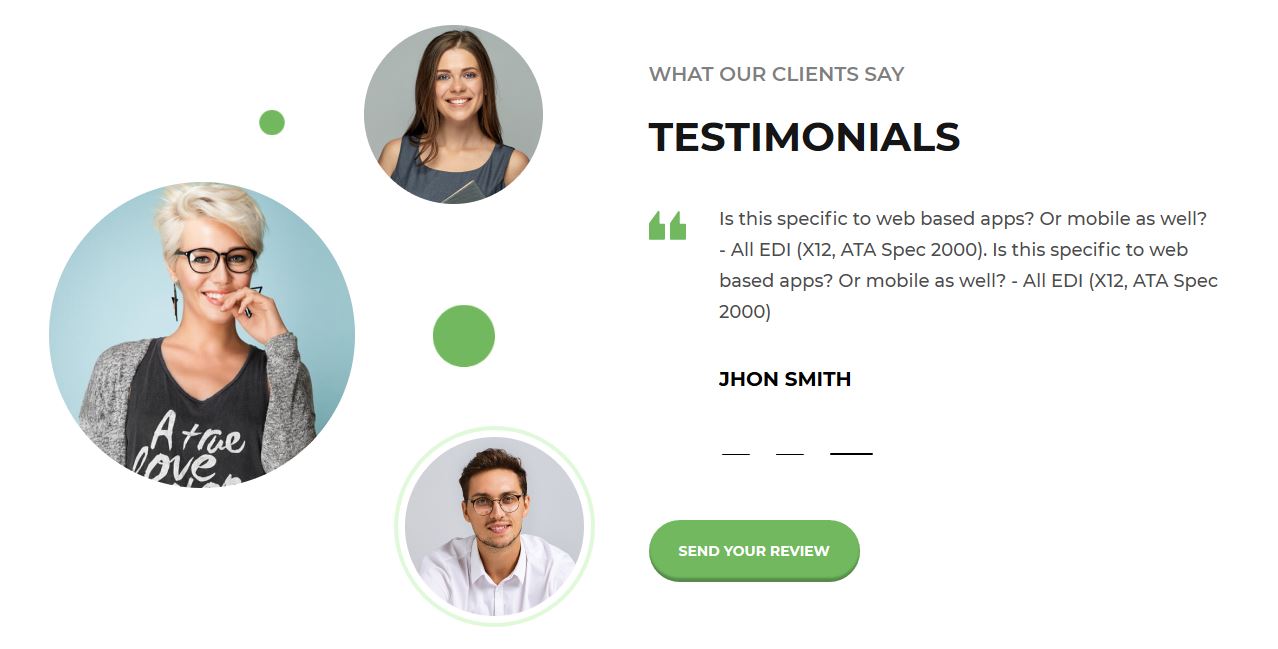 WHAT OUR CLIENTS SAY
TESTIMONIALS
Is this specific to web based apps? Or mobile as well?
- All EDI (X12, ATA Spec 2000). Is this specific to web
based apps? Or mobile as well? - All EDI (X12, ATA Spec
2000)
JHON SMITH
SEND YOUR REVIEW
A true
love